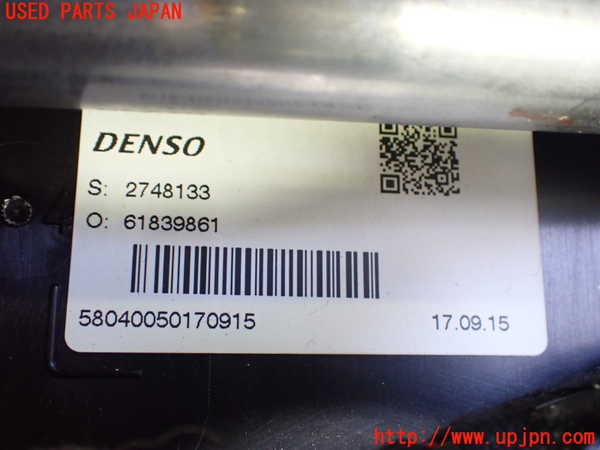 USED PARTS JAPAN
DENSO
S: 2748133
O: 61839861
58040050170915
17.09.15
http://www.upjpn.com/